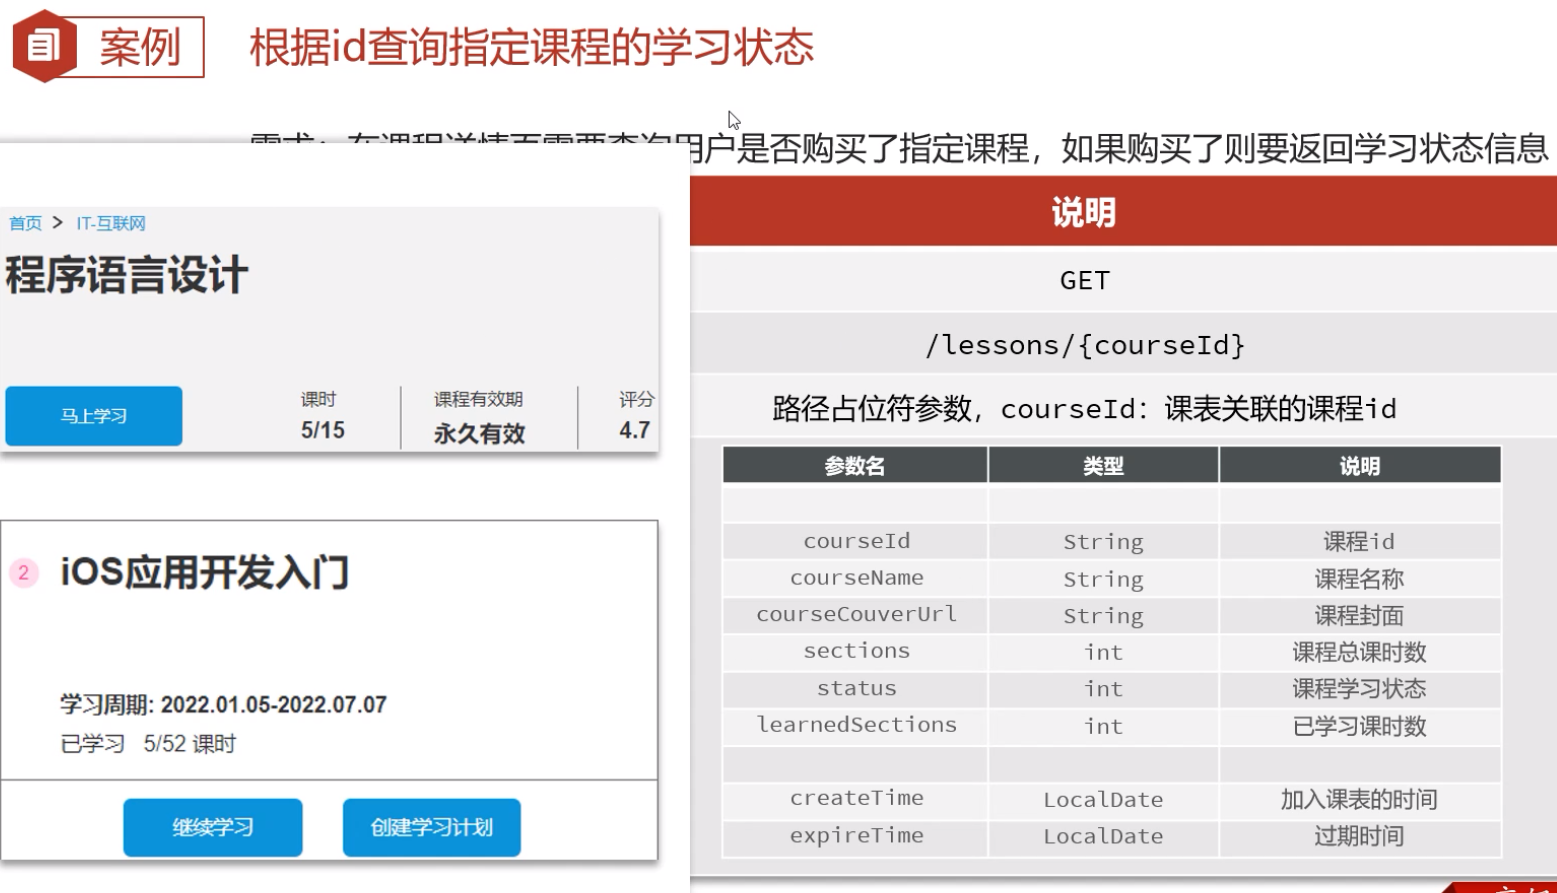 案例
根据id查询指定课程的学习状态
用户是否购买了指定课程，如果购买了则要返回学习状态信息
首页 > IT-互联网
程序语言设计
马上学习
课时
5/15
课程有效期
永久有效
评分
4.7
2
iOS应用开发入门
学习周期: 2022.01.05-2022.07.07
已学习 5/52 课时
继续学习 创建学习计划
说明
GET
/lessons/{courseId}
路径占位符参数，courseId：课表关联的课程id
参数名 类型 说明
courseId String 课程id
courseName String 课程名称
courseCouverUrl String 课程封面
sections int 课程总课时数
status int 课程学习状态
learnedSections int 已学习课时数
createTime LocalDate 加入课表的时间
expireTime LocalDate 过期时间